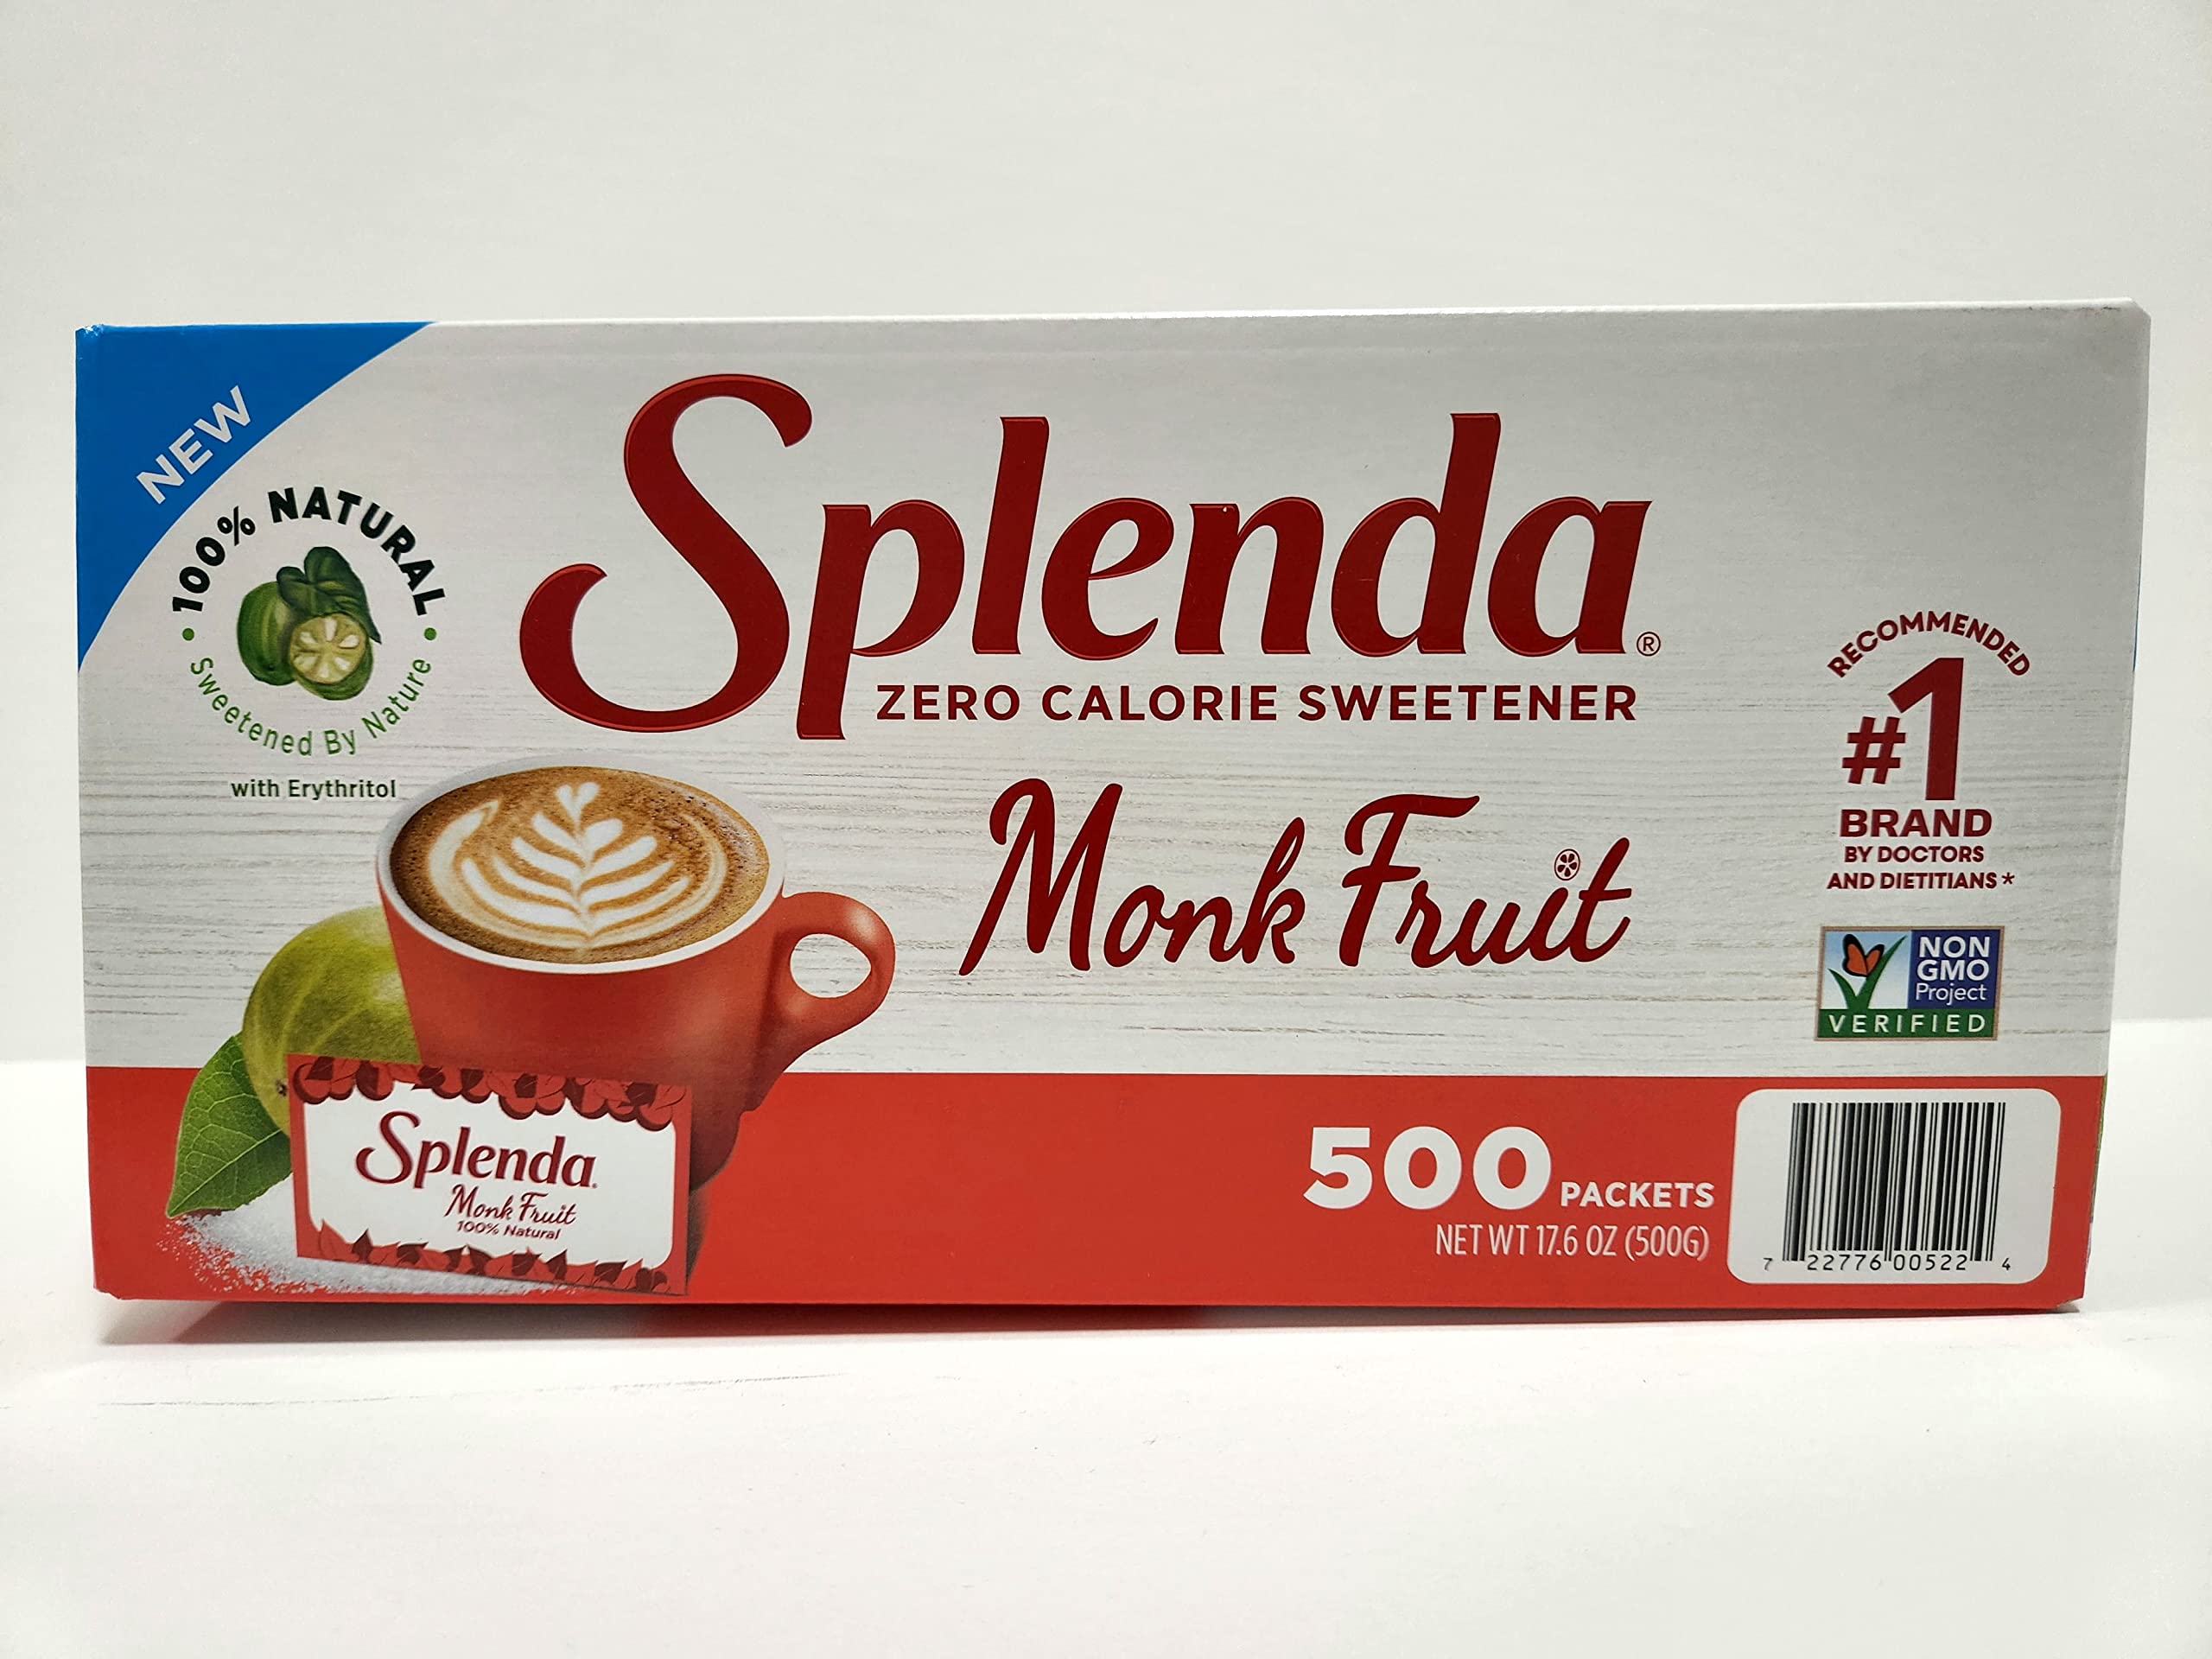 NEW
100% NATURAL
Sweetened By Nature
with Erythritol
Splenda®
ZERO CALORIE SWEETENER
Monk Fruit
RECOMMENDED
#1
BRAND
BY DOCTORS
AND DIETITIANS*
NON
GMO
Project
VERIFIED
Splenda.
Monk Fruit
100% Natural
500 PACKETS
NET WT 17.6 OZ (500G)
7 22776 00522 4